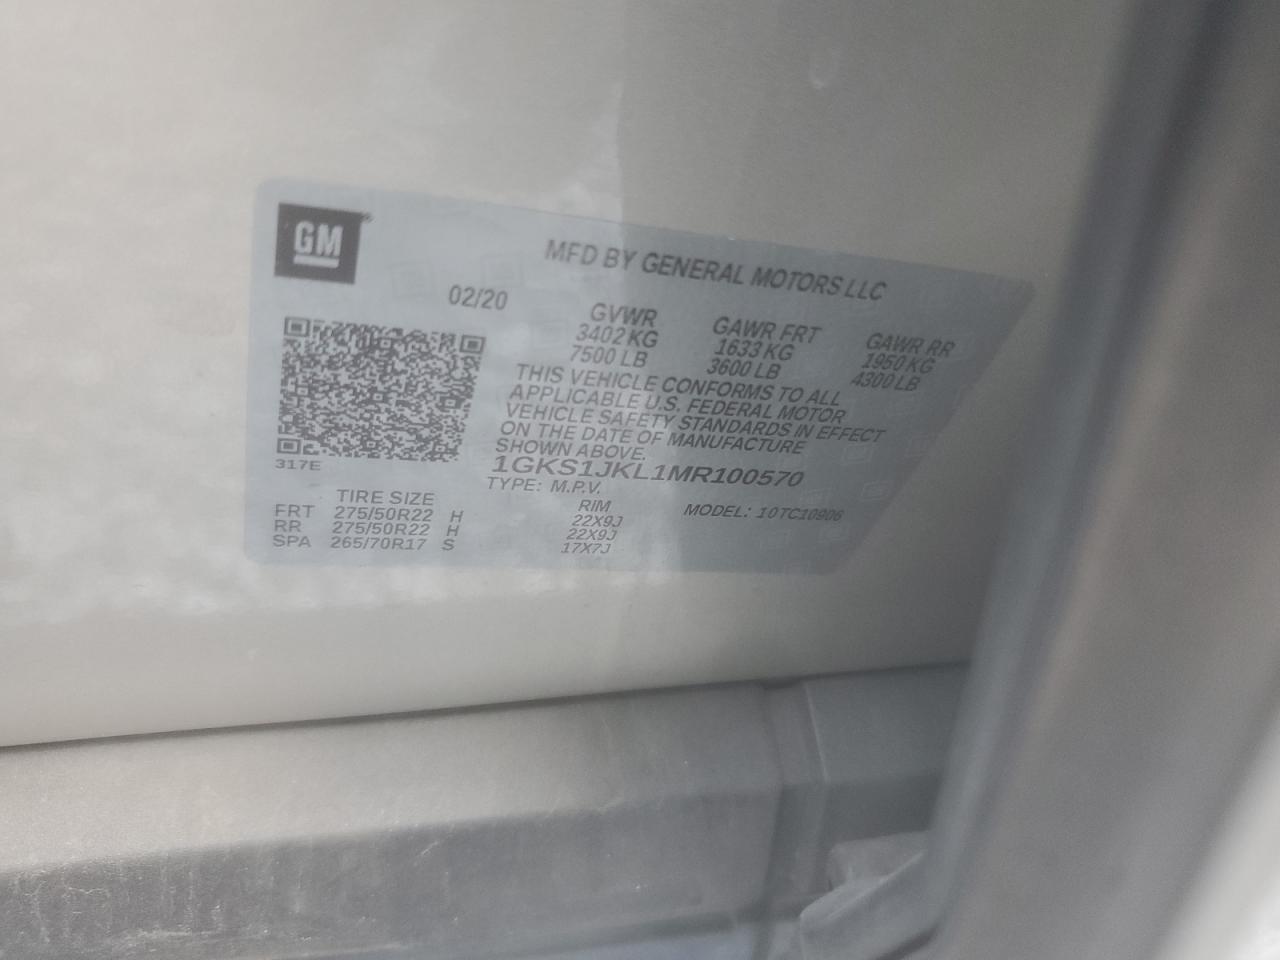 GM
MFD BY GENERAL MOTORS LLC
02/20
GVWR GAWR FRT GAWR RR
3402 KG 1633 KG 1950 KG
7500 LB 3600 LB 4300 LB
THIS VEHICLE CONFORMS TO ALL
APPLICABLE U.S. FEDERAL MOTOR
VEHICLE SAFETY STANDARDS IN EFFECT
ON THE DATE OF MANUFACTURE
SHOWN ABOVE.
317E
1GKS1JKL1MR100570
TYPE: M.P.V.
MODEL: 10TC10906
TIRE SIZE RIM
FRT 275/50R22 H 22X9J
RR 275/50R22 H 22X9J
SPA 265/70R17 S 17X7J